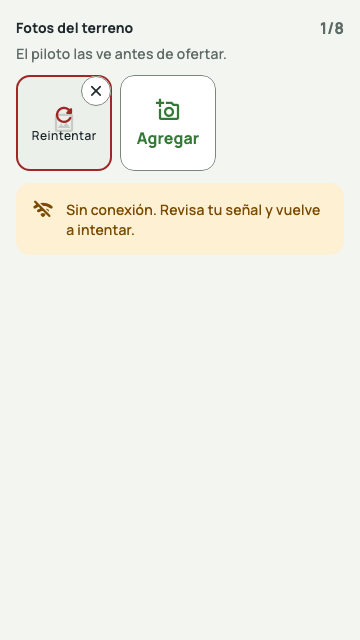 Fotos del terreno 1/8
El piloto las ve antes de ofertar.
Reintentar
Agregar
Sin conexión. Revisa tu señal y vuelve
a intentar.